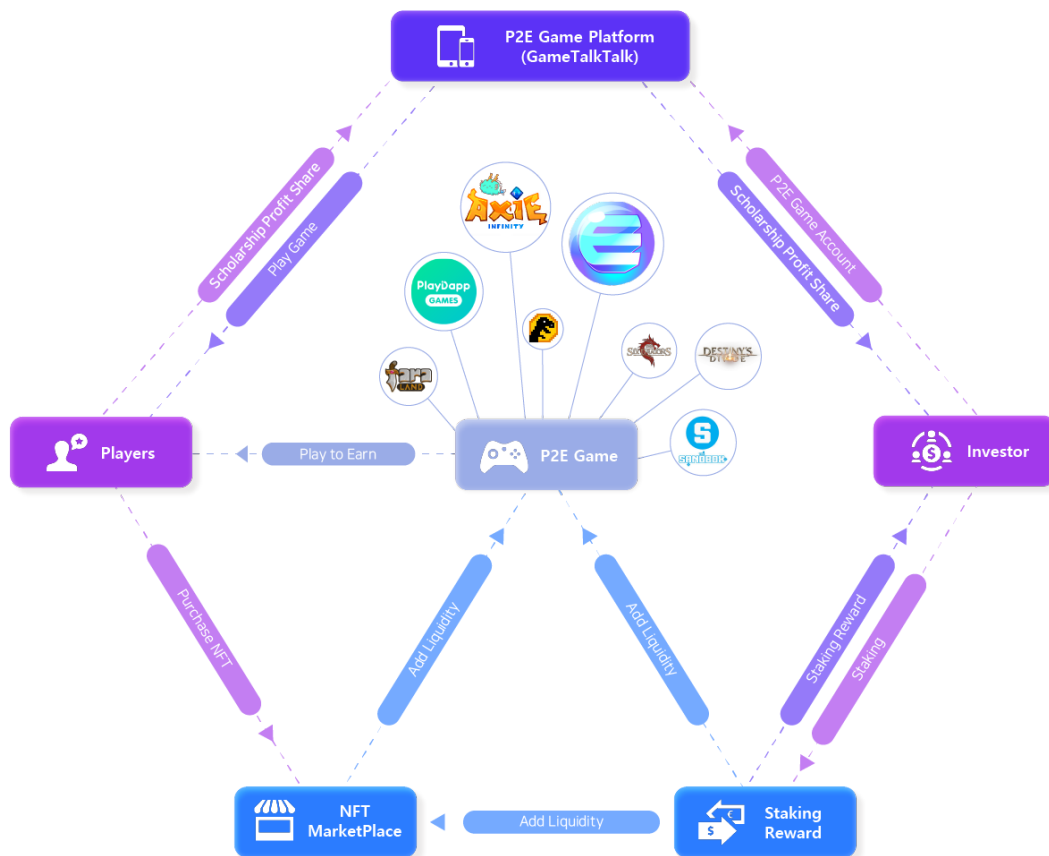 P2E Game Platform
(GameTalkTalk)
Scholarship Profit Share
Play Game
Scholarship Profit Share
P2E Game Account
AXIE
INFINITY
PlayDapp
GAMES
LAND
DESTINY'S
SANDBOX
Players
Play to Earn
P2E Game
Investor
Purchase NFT
Add Liquidity
Add Liquidity
Staking Reward
Staking
NFT
MarketPlace
Add Liquidity
Staking
Reward